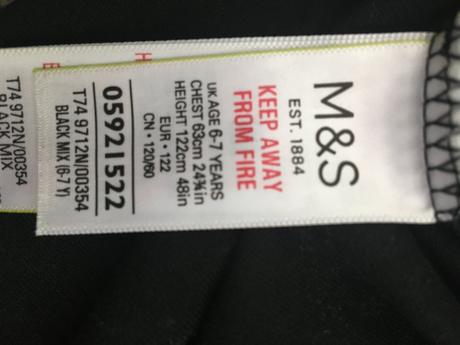 M&S
EST. 1884
KEEP AWAY
FROM FIRE
UK AGE 6-7 YEARS
CHEST 63cm 24¾in
HEIGHT 122cm 48in
EUR • 122
CN • 120/60
05921522
T74 9712N/00354
BLACK MIX (6-7 Y)
T74 9712N/00354
BLACK MIX